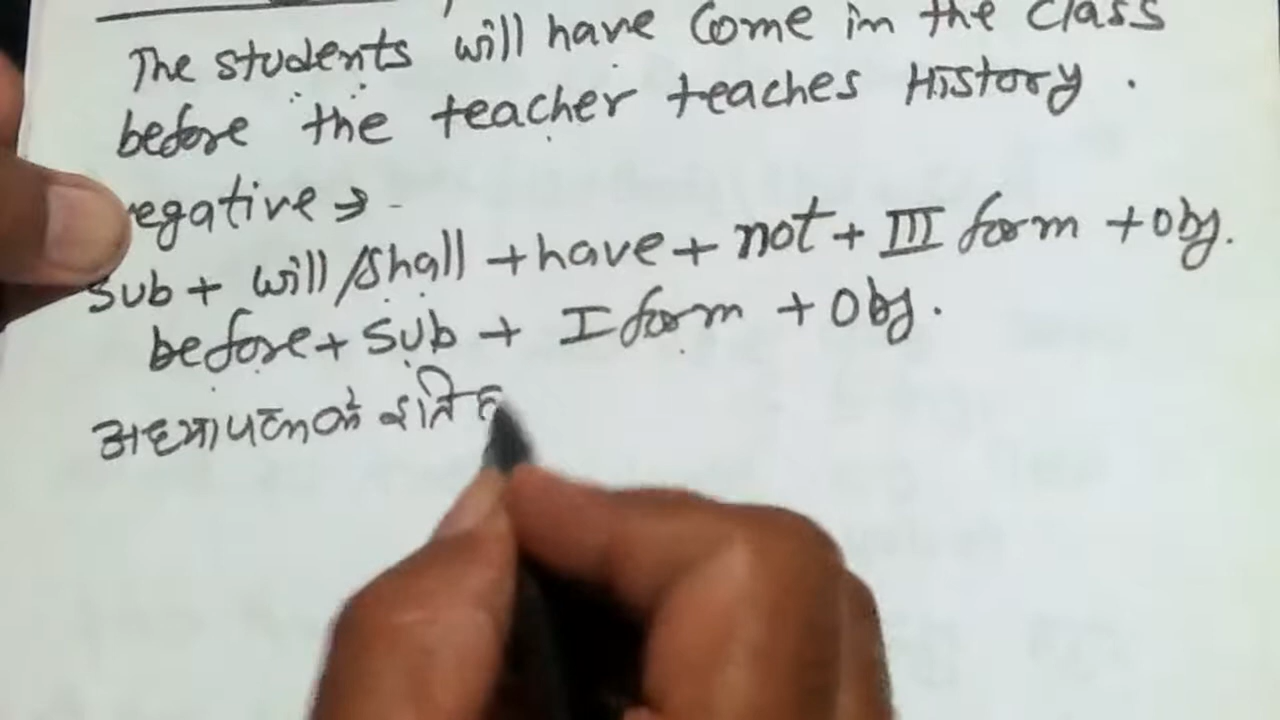 The students will have Come in the Class
before the teacher teaches History .
egative →
Sub + will /shall + have + not + III form + obj.
before + Sub + I form + obj.
अध्यापक के इतिह